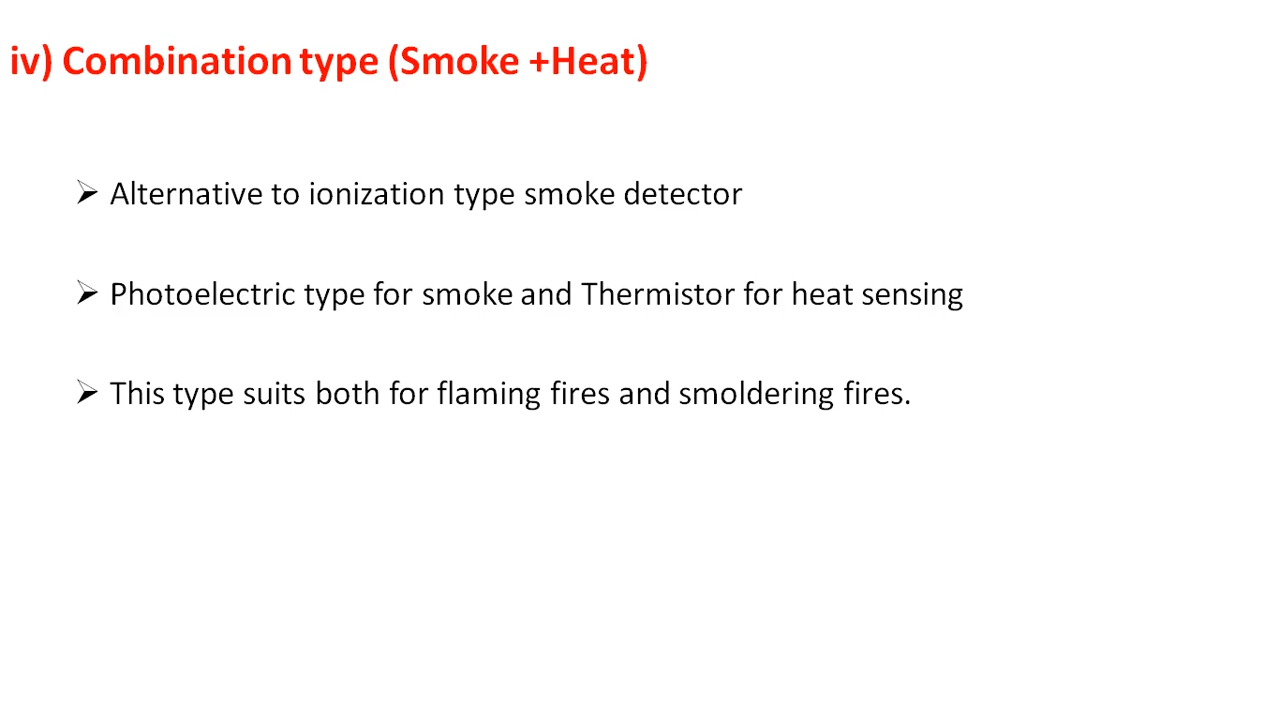 iv) Combination type (Smoke +Heat)
➢ Alternative to ionization type smoke detector
➢ Photoelectric type for smoke and Thermistor for heat sensing
➢ This type suits both for flaming fires and smoldering fires.